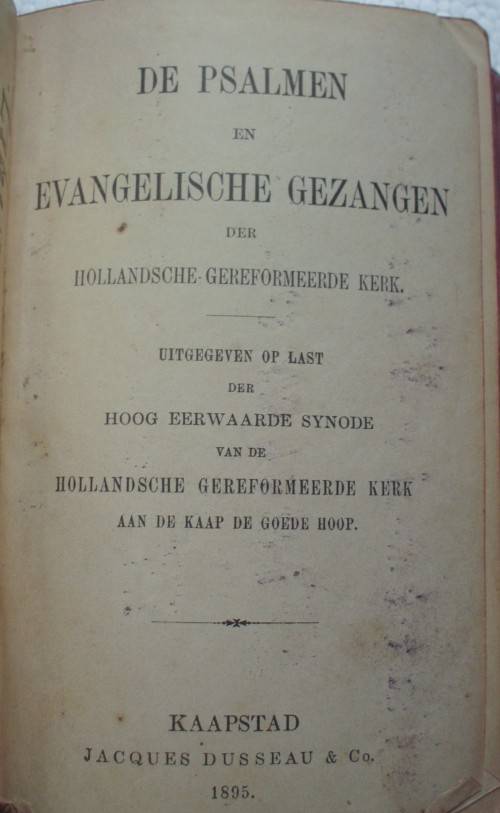 DE PSALMEN
EN
EVANGELISCHE GEZANGEN
DER
HOLLANDSCHE-GEREFORMEERDE KERK.
UITGEGEVEN OP LAST
DER
HOOG EERWAARDE SYNODE
VAN DE
HOLLANDSCHE GEREFORMEERDE KERK
AAN DE KAAP DE GOEDE HOOP.
KAAPSTAD
JACQUES DUSSEAU & Co.
1895.